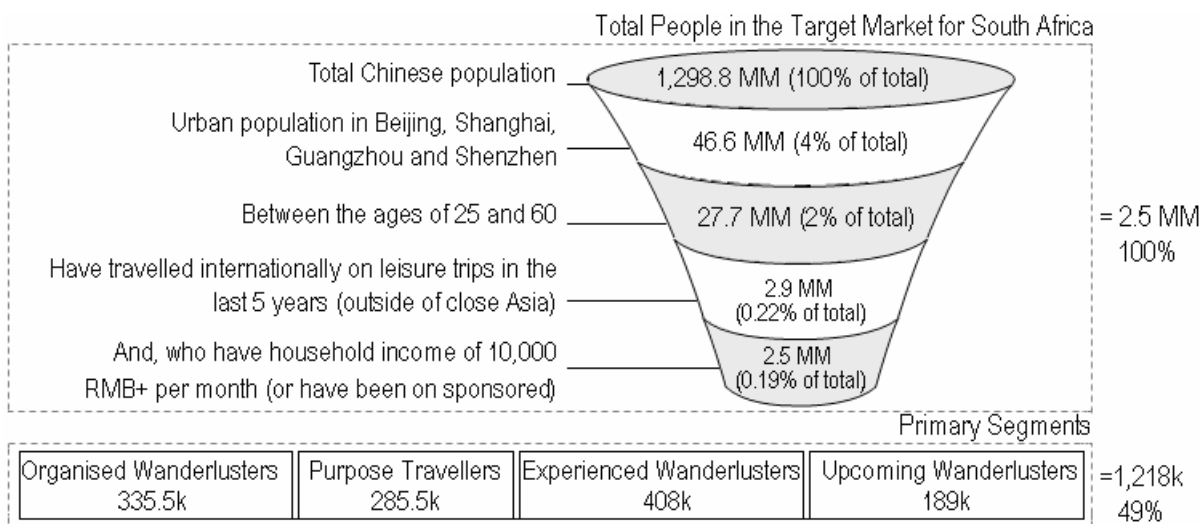 Total People in the Target Market for South Africa
Total Chinese population
1,298.8 MM (100% of total)
Urban population in Beijing, Shanghai,
Guangzhou and Shenzhen
46.6 MM (4% of total)
Between the ages of 25 and 60
27.7 MM (2% of total)
= 2.5 MM
100%
Have travelled internationally on leisure trips in the
last 5 years (outside of close Asia)
2.9 MM
(0.22% of total)
And, who have household income of 10,000
RMB+ per month (or have been on sponsored)
2.5 MM
(0.19% of total)
Primary Segments
Organised Wanderlusters
335.5k
Purpose Travellers
285.5k
Experienced Wanderlusters
408k
Upcoming Wanderlusters
189k
=1,218k
49%